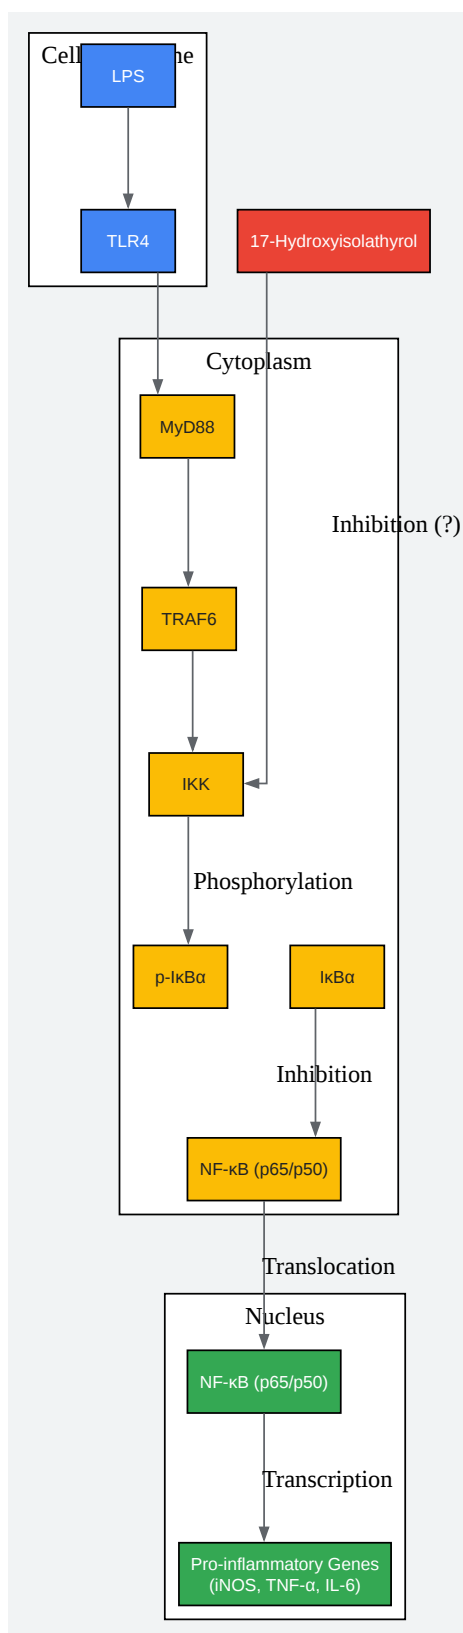 Cell
ne
LPS
TLR4
17-Hydroxyisolathyrol
Cytoplasm
MyD88
Inhibition (?)
TRAF6
IKK
Phosphorylation
p-IκBα
IκBα
Inhibition
NF-κB (p65/p50)
Translocation
Nucleus
NF-κB (p65/p50)
Transcription
Pro-inflammatory Genes
(iNOS, TNF-α, IL-6)